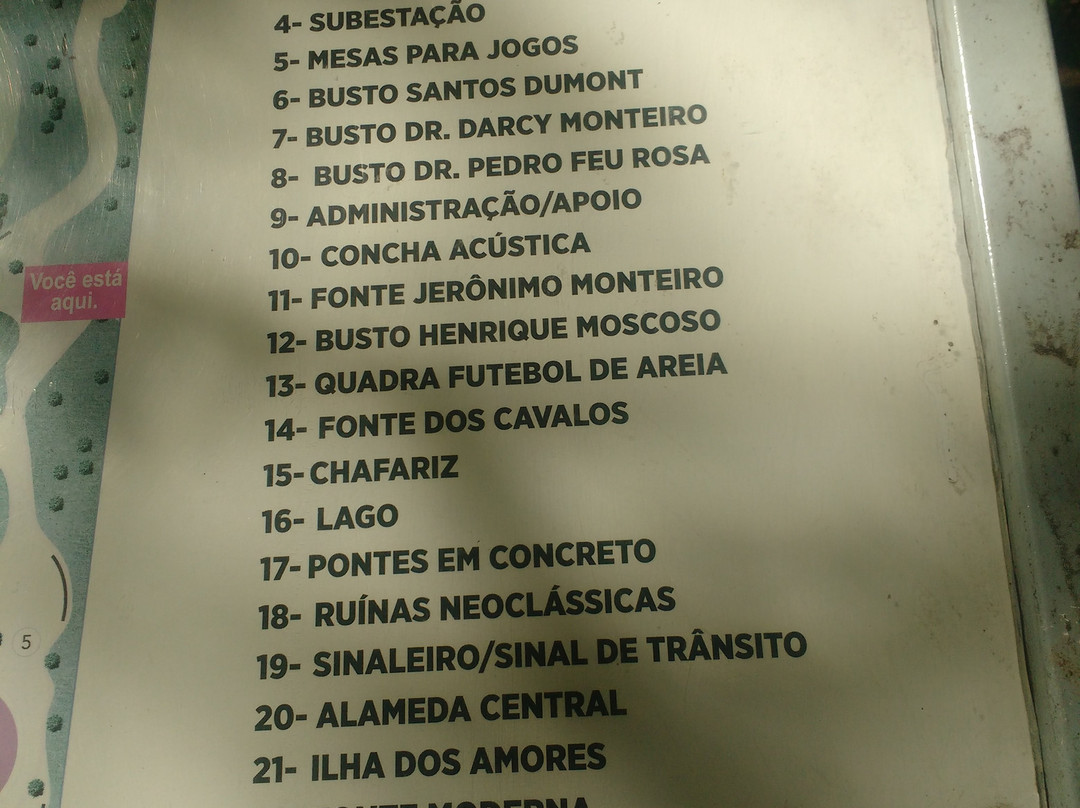 4- SUBESTAÇÃO
5- MESAS PARA JOGOS
6- BUSTO SANTOS DUMONT
7- BUSTO DR. DARCY MONTEIRO
8- BUSTO DR. PEDRO FEU ROSA
9- ADMINISTRAÇÃO/APOIO
10- CONCHA ACÚSTICA
11- FONTE JERÔNIMO MONTEIRO
12- BUSTO HENRIQUE MOSCOSO
13- QUADRA FUTEBOL DE AREIA
14- FONTE DOS CAVALOS
15- CHAFARIZ
16- LAGO
17- PONTES EM CONCRETO
18- RUÍNAS NEOCLÁSSICAS
19- SINALEIRO/SINAL DE TRÂNSITO
20- ALAMEDA CENTRAL
21- ILHA DOS AMORES
MODERNA
Você está
aqui.
5